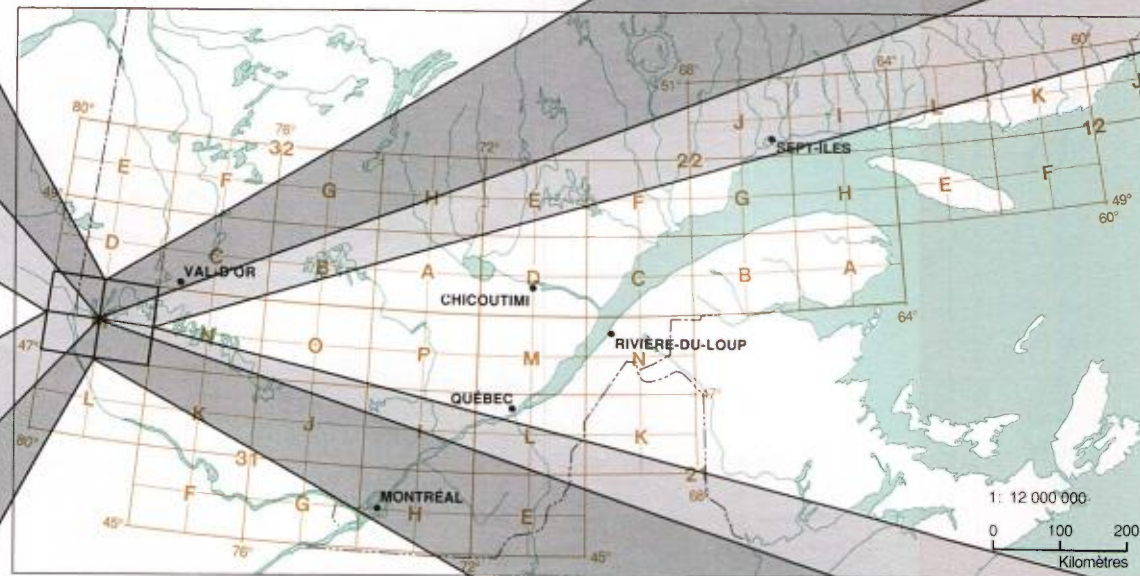 60°
68°
64°
51°
K
L
J
I
80°
76°
12
32
72°
SEPT-ÎLES
22
E
F
G
H
E
F
G
H
E
F
49°
60°
D
C
VAL-D'OR
B
A
D
C
B
A
CHICOUTIMI
64°
N
O
P
M
RIVIÈRE-DU-LOUP
N
47°
QUÉBEC
47°
L
K
J
I
L
K
80°
31
21
68°
MONTRÉAL
F
G
H
E
1: 12 000 000
45°
76°
72°
45°
0 100 200
Kilomètres